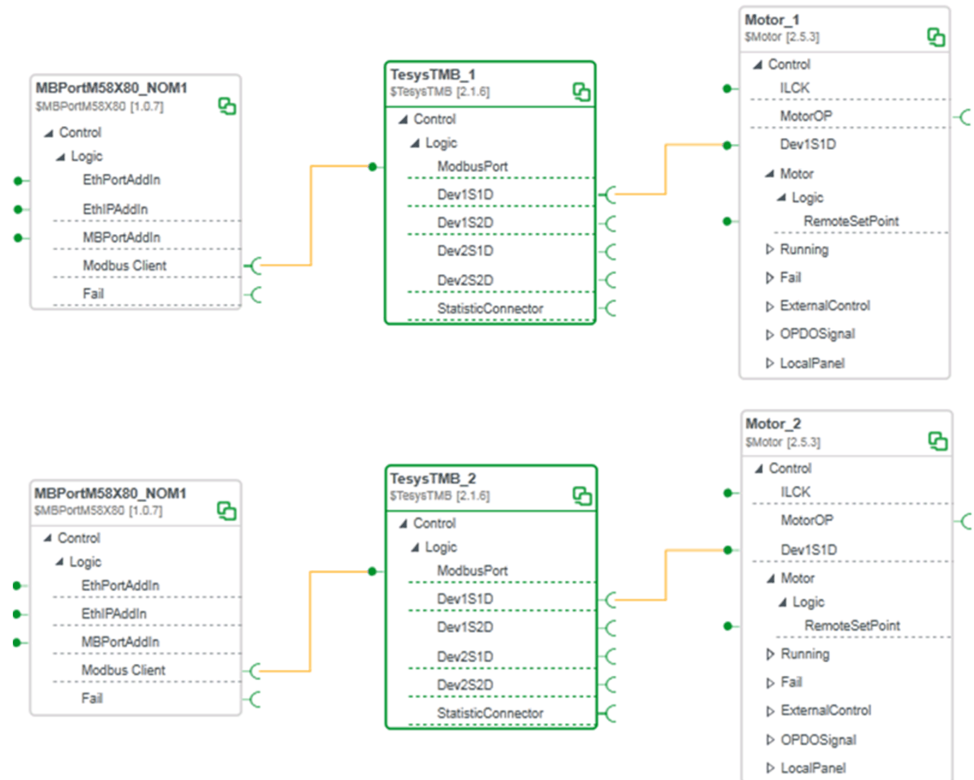 MBPortM58X80_NOM1
$MBPortM58X80 [1.0.7]
Control
Logic
EthPortAddIn
EthIPAddIn
MBPortAddIn
Modbus Client
Fail
TesysTMB_1
$TesysTMB [2.1.6]
Control
Logic
ModbusPort
Dev1S1D
Dev1S2D
Dev2S1D
Dev2S2D
StatisticConnector
Motor_1
$Motor [2.5.3]
Control
ILCK
MotorOP
Dev1S1D
Motor
Logic
RemoteSetPoint
Running
Fail
ExternalControl
OPDOSignal
LocalPanel
MBPortM58X80_NOM1
$MBPortM58X80 [1.0.7]
Control
Logic
EthPortAddIn
EthIPAddIn
MBPortAddIn
Modbus Client
Fail
TesysTMB_2
$TesysTMB [2.1.6]
Control
Logic
ModbusPort
Dev1S1D
Dev1S2D
Dev2S1D
Dev2S2D
StatisticConnector
Motor_2
$Motor [2.5.3]
Control
ILCK
MotorOP
Dev1S1D
Motor
Logic
RemoteSetPoint
Running
Fail
ExternalControl
OPDOSignal
LocalPanel